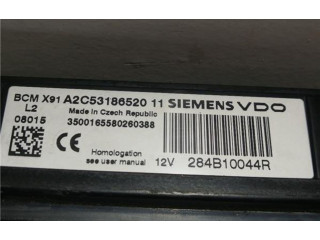 BCM X91 A2C53186520 11 SIEMENS VDO
L2 Made in Czech Republic
08015 3500165580260388
CE Homologation
see user manual 12V 284B10044R